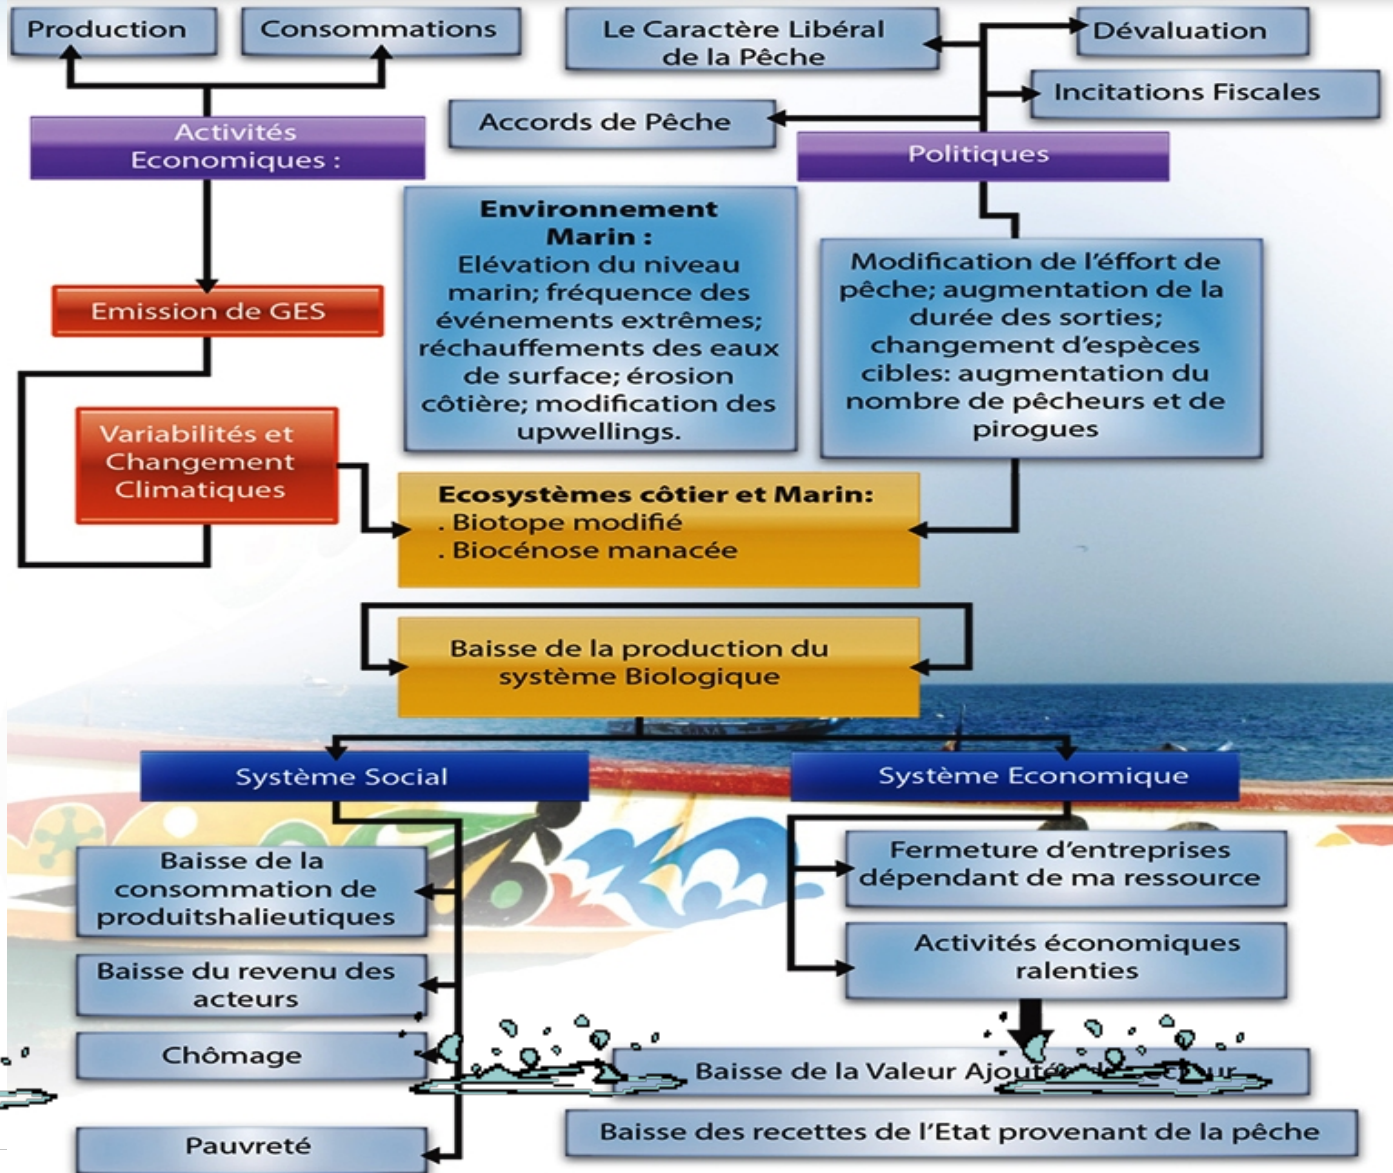 Production
Consommations
Le Caractère Libéral
de la Pêche
Dévaluation
Incitations Fiscales
Accords de Pêche
Activités
Economiques :
Politiques
Environnement
Marin :
Elévation du niveau
marin; fréquence des
événements extrêmes;
réchauffements des eaux
de surface; érosion
côtière; modification des
upwellings.
Modification de l'éffort de
pêche; augmentation de la
durée des sorties;
changement d'espèces
cibles: augmentation du
nombre de pêcheurs et de
pirogues
Emission de GES
Variabilités et
Changement
Climatiques
Ecosystèmes côtier et Marin:
. Biotope modifié
. Biocénose manacée
Baisse de la production du
système Biologique
Système Social
Système Economique
Baisse de la
consommation de
produitshalieutiques
Baisse du revenu des
acteurs
Chômage
Pauvreté
Fermeture d'entreprises
dépendant de ma ressource
Activités économiques
ralenties
Baisse de la Valeur
Baisse des recettes de l'Etat provenant de la pêche